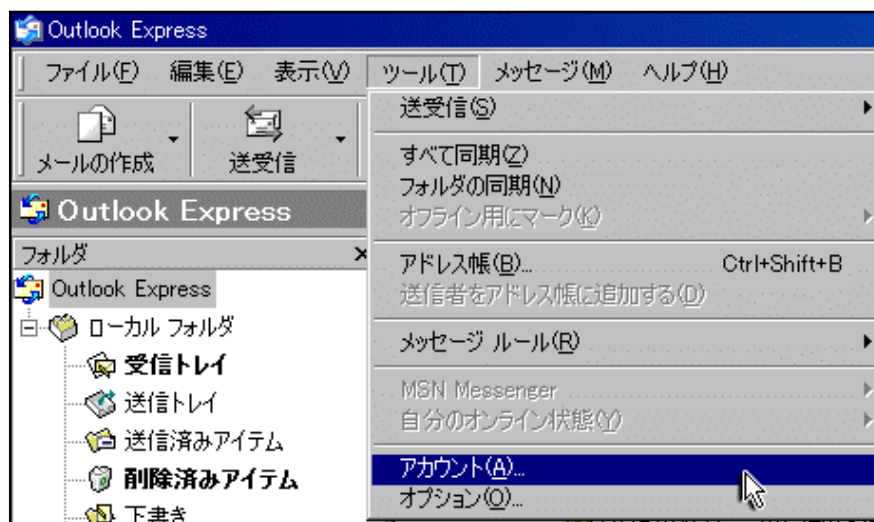 Outlook Express
ファイル(F) 編集(E) 表示(V) ツール(T) メッセージ(M) ヘルプ(H)
メールの作成 送受信
Outlook Express
フォルダ
Outlook Express
ローカル フォルダ
受信トレイ
送信トレイ
送信済みアイテム
削除済みアイテム
下書き
送受信(S)
すべて同期(Z)
フォルダの同期(N)
オフライン用にマーク(K)
アドレス帳(B)... Ctrl+Shift+B
送信者をアドレス帳に追加する(D)
メッセージ ルール(R)
MSN Messenger
自分のオンライン状態(Y)
アカウント(A)...
オプション(O)...